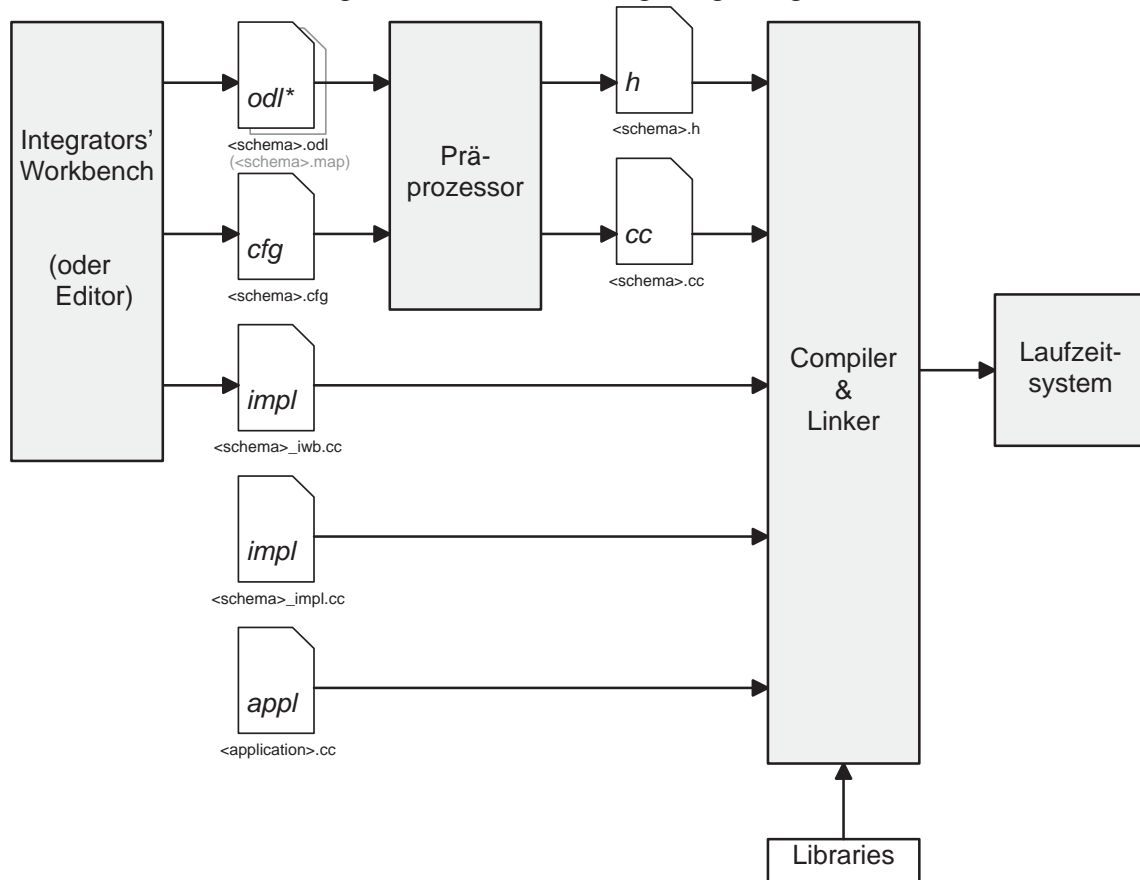 odl*
<schema>.odl
(<schema>.map)
h
<schema>.h
Integrators'
Workbench
(oder
Editor)
Prä-
prozessor
cfg
<schema>.cfg
cc
<schema>.cc
impl
<schema>_iwb.cc
Compiler
&
Linker
Laufzeit-
system
impl
<schema>_impl.cc
appl
<application>.cc
Libraries